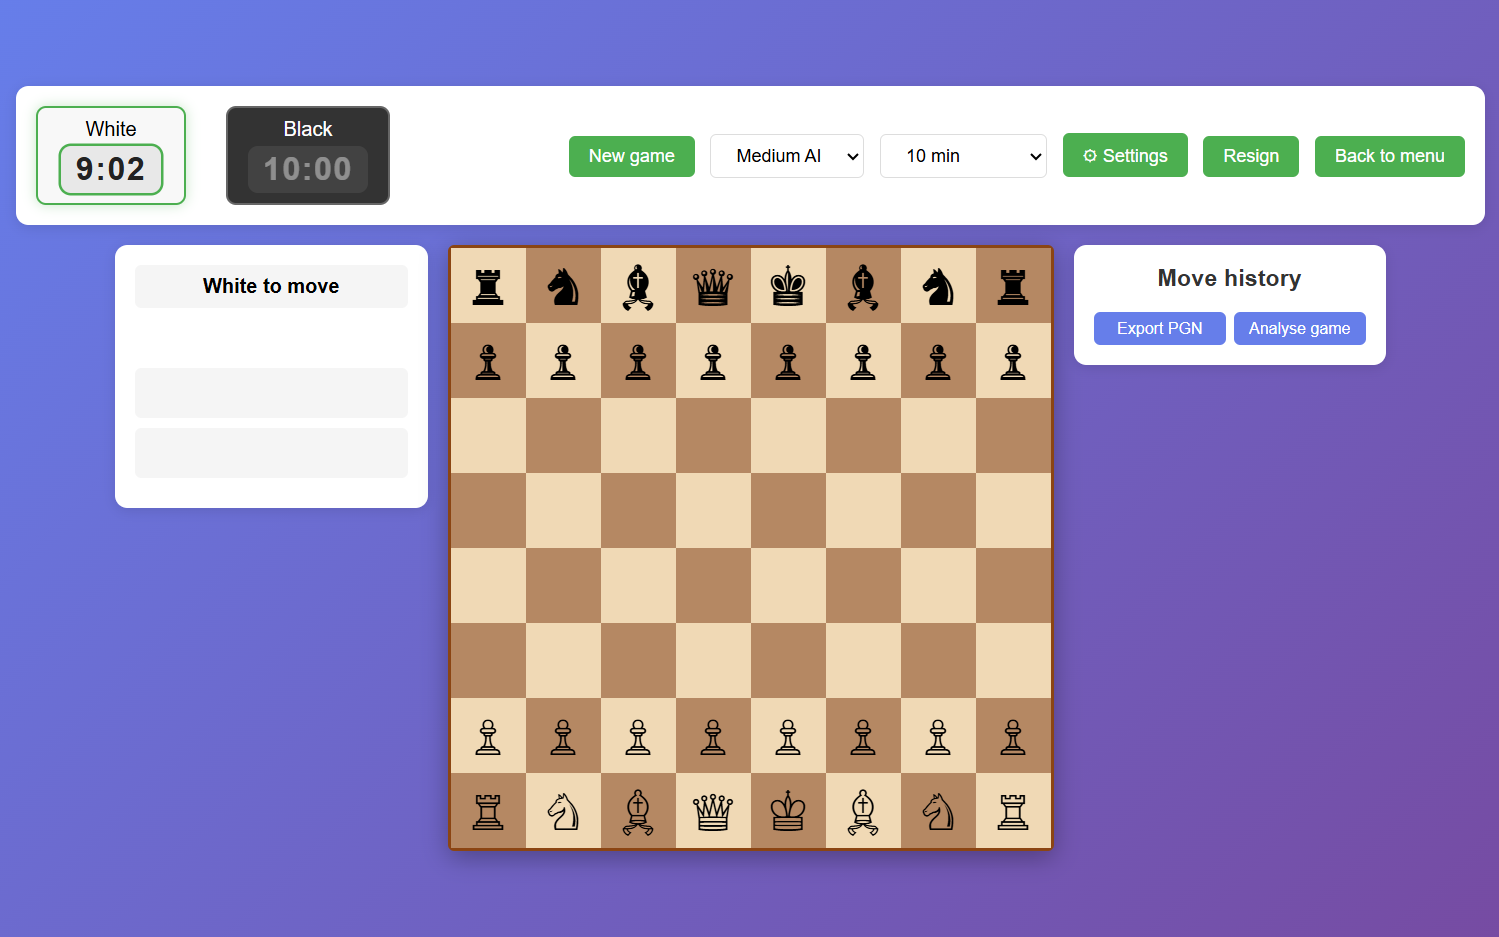 White
9:02
Black
10:00
New game
Medium AI
10 min
⚙ Settings
Resign
Back to menu
White to move
Move history
Export PGN
Analyse game